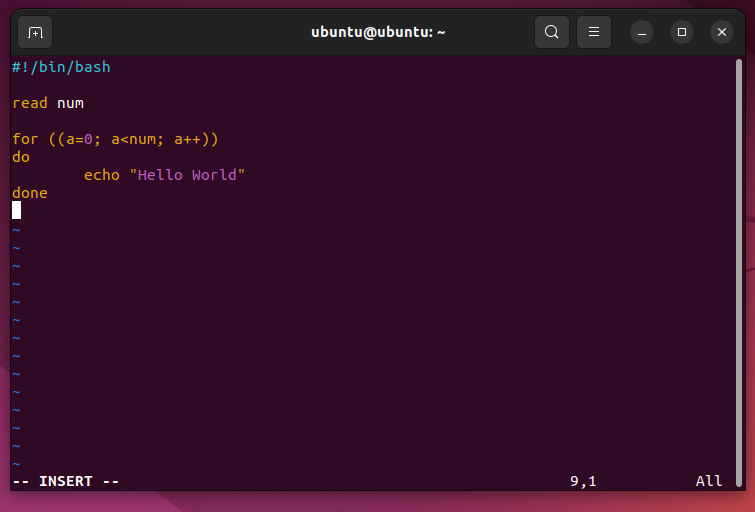 ubuntu@ubuntu: ~
#!/bin/bash

read num

for ((a=0; a<num; a++))
do
        echo "Hello World"
done

~
~
~
~
~
~
~
~
~
~
~
~
~
~
-- INSERT --                                                  9,1           All